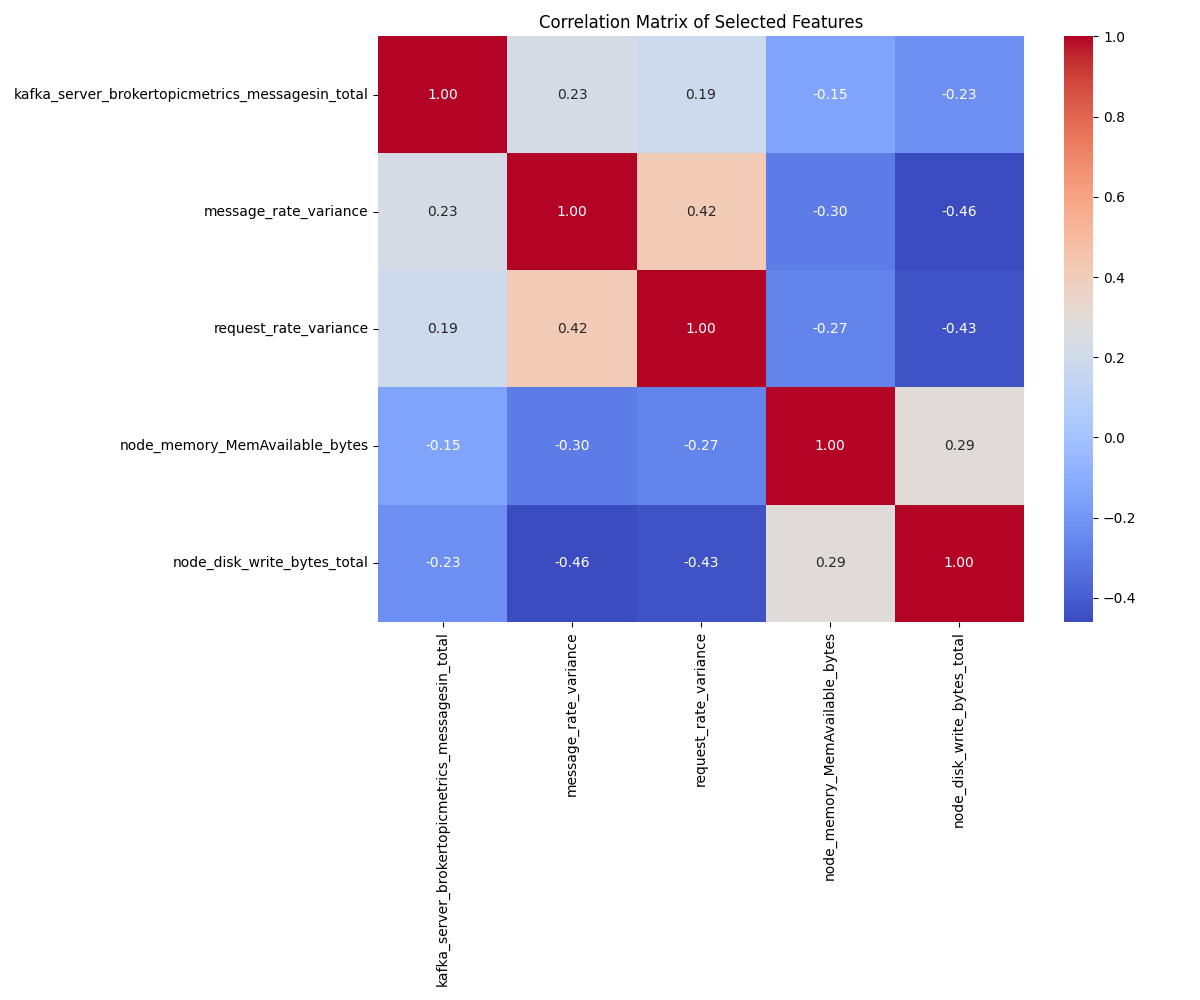 Correlation Matrix of Selected Features
kafka_server_brokertopicmetrics_messagesin_total
1.00 0.23 0.19 -0.15 -0.23
message_rate_variance
0.23 1.00 0.42 -0.30 -0.46
request_rate_variance
0.19 0.42 1.00 -0.27 -0.43
node_memory_MemAvailable_bytes
-0.15 -0.30 -0.27 1.00 0.29
node_disk_write_bytes_total
-0.23 -0.46 -0.43 0.29 1.00
kafka_server_brokertopicmetrics_messagesin_total
message_rate_variance
request_rate_variance
node_memory_MemAvailable_bytes
node_disk_write_bytes_total
1.0
0.8
0.6
0.4
0.2
0.0
−0.2
−0.4